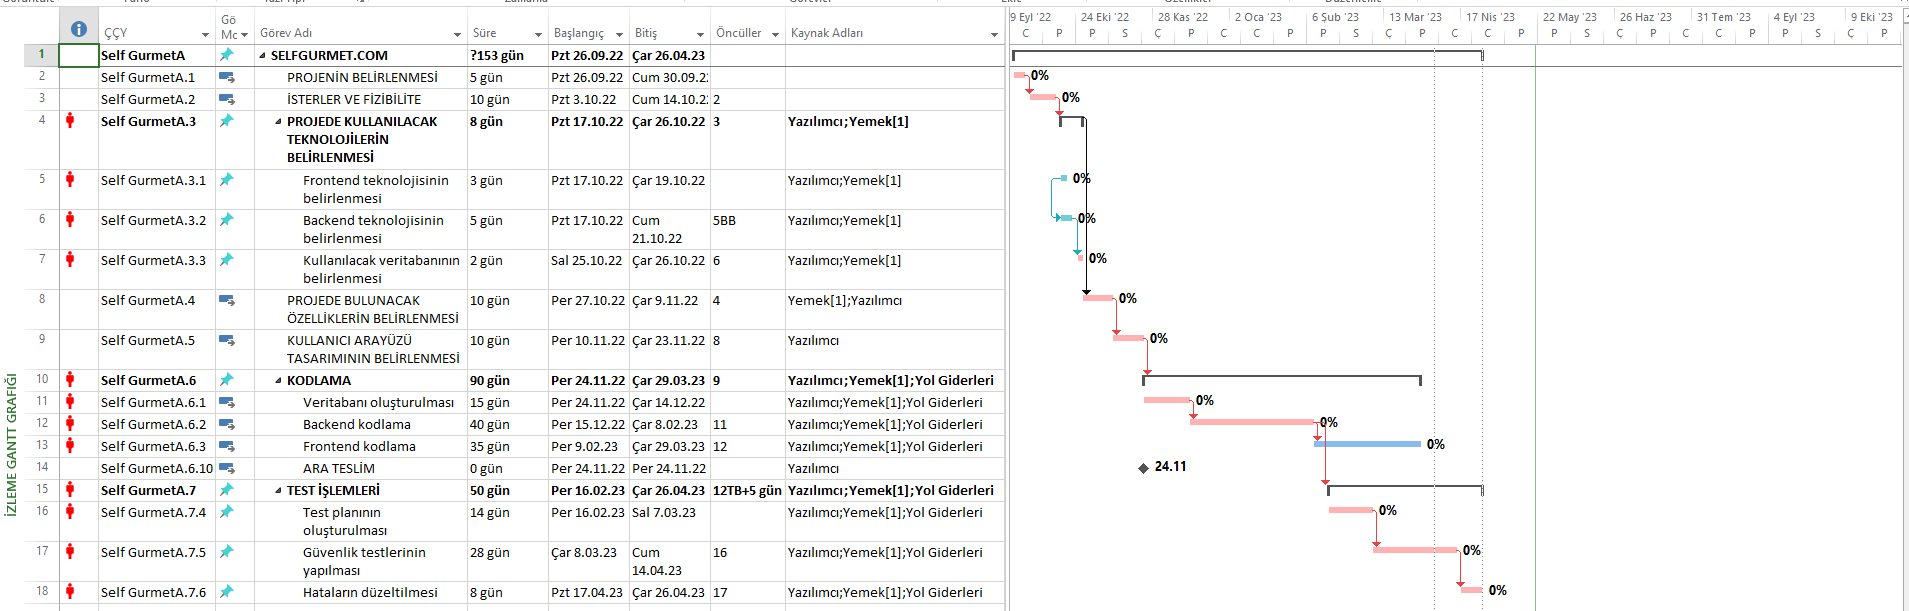 9 Eyl '22 24 Eki '22 28 Kas '22 2 Oca '23 6 Şub '23 13 Mar '23 17 Nis '23 22 May '23 26 Haz '23 31 Tem '23 4 Eyl '23 9 Eki '23
C P S Ç P C P S Ç P C P S Ç P C P S Ç P C P S Ç P
ÇÇY Gö Mc Görev Adı Süre Başlangıç Bitiş Öncüller Kaynak Adları
1 Self GurmetA SELFGURMET.COM ?153 gün Pzt 26.09.22 Çar 26.04.23
2 Self GurmetA.1 PROJENİN BELİRLENMESİ 5 gün Pzt 26.09.22 Cum 30.09.2 0%
3 Self GurmetA.2 İSTERLER VE FİZİBİLİTE 10 gün Pzt 3.10.22 Cum 14.10.2 2 0%
4 Self GurmetA.3 PROJEDE KULLANILACAK 8 gün Pzt 17.10.22 Çar 26.10.22 3 Yazılımcı;Yemek[1]
TEKNOLOJİLERİN
BELİRLENMESİ
5 Self GurmetA.3.1 Frontend teknolojisinin 3 gün Pzt 17.10.22 Çar 19.10.22 Yazılımcı;Yemek[1] 0%
belirlenmesi
6 Self GurmetA.3.2 Backend teknolojisinin 5 gün Pzt 17.10.22 Cum 5BB Yazılımcı;Yemek[1] 0%
belirlenmesi 21.10.22
7 Self GurmetA.3.3 Kullanılacak veritabanının 2 gün Sal 25.10.22 Çar 26.10.22 6 Yazılımcı;Yemek[1] 0%
belirlenmesi
8 Self GurmetA.4 PROJEDE BULUNACAK 10 gün Per 27.10.22 Çar 9.11.22 4 Yemek[1];Yazılımcı 0%
ÖZELLİKLERİN BELİRLENMESİ
9 Self GurmetA.5 KULLANICI ARAYÜZÜ 10 gün Per 10.11.22 Çar 23.11.22 8 Yazılımcı 0%
TASARIMININ BELİRLENMESİ
10 Self GurmetA.6 KODLAMA 90 gün Per 24.11.22 Çar 29.03.23 9 Yazılımcı;Yemek[1];Yol Giderleri
11 Self GurmetA.6.1 Veritabanı oluşturulması 15 gün Per 24.11.22 Çar 14.12.22 Yazılımcı;Yemek[1];Yol Giderleri 0%
12 Self GurmetA.6.2 Backend kodlama 40 gün Per 15.12.22 Çar 8.02.23 11 Yazılımcı;Yemek[1];Yol Giderleri 0%
13 Self GurmetA.6.3 Frontend kodlama 35 gün Per 9.02.23 Çar 29.03.23 12 Yazılımcı;Yemek[1];Yol Giderleri 0%
14 Self GurmetA.6.10 ARA TESLİM 0 gün Per 24.11.22 Per 24.11.22 Yazılımcı 24.11
15 Self GurmetA.7 TEST İŞLEMLERİ 50 gün Per 16.02.23 Çar 26.04.23 12TB+5 gün Yazılımcı;Yemek[1];Yol Giderleri
16 Self GurmetA.7.4 Test planının 14 gün Per 16.02.23 Sal 7.03.23 Yazılımcı;Yemek[1];Yol Giderleri 0%
oluşturulması
17 Self GurmetA.7.5 Güvenlik testlerinin 28 gün Çar 8.03.23 Cum 16 Yazılımcı;Yemek[1];Yol Giderleri 0%
yapılması 14.04.23
18 Self GurmetA.7.6 Hataların düzeltilmesi 8 gün Pzt 17.04.23 Çar 26.04.23 17 Yazılımcı;Yemek[1];Yol Giderleri 0%
İZLEME GANTT GRAFIĞI